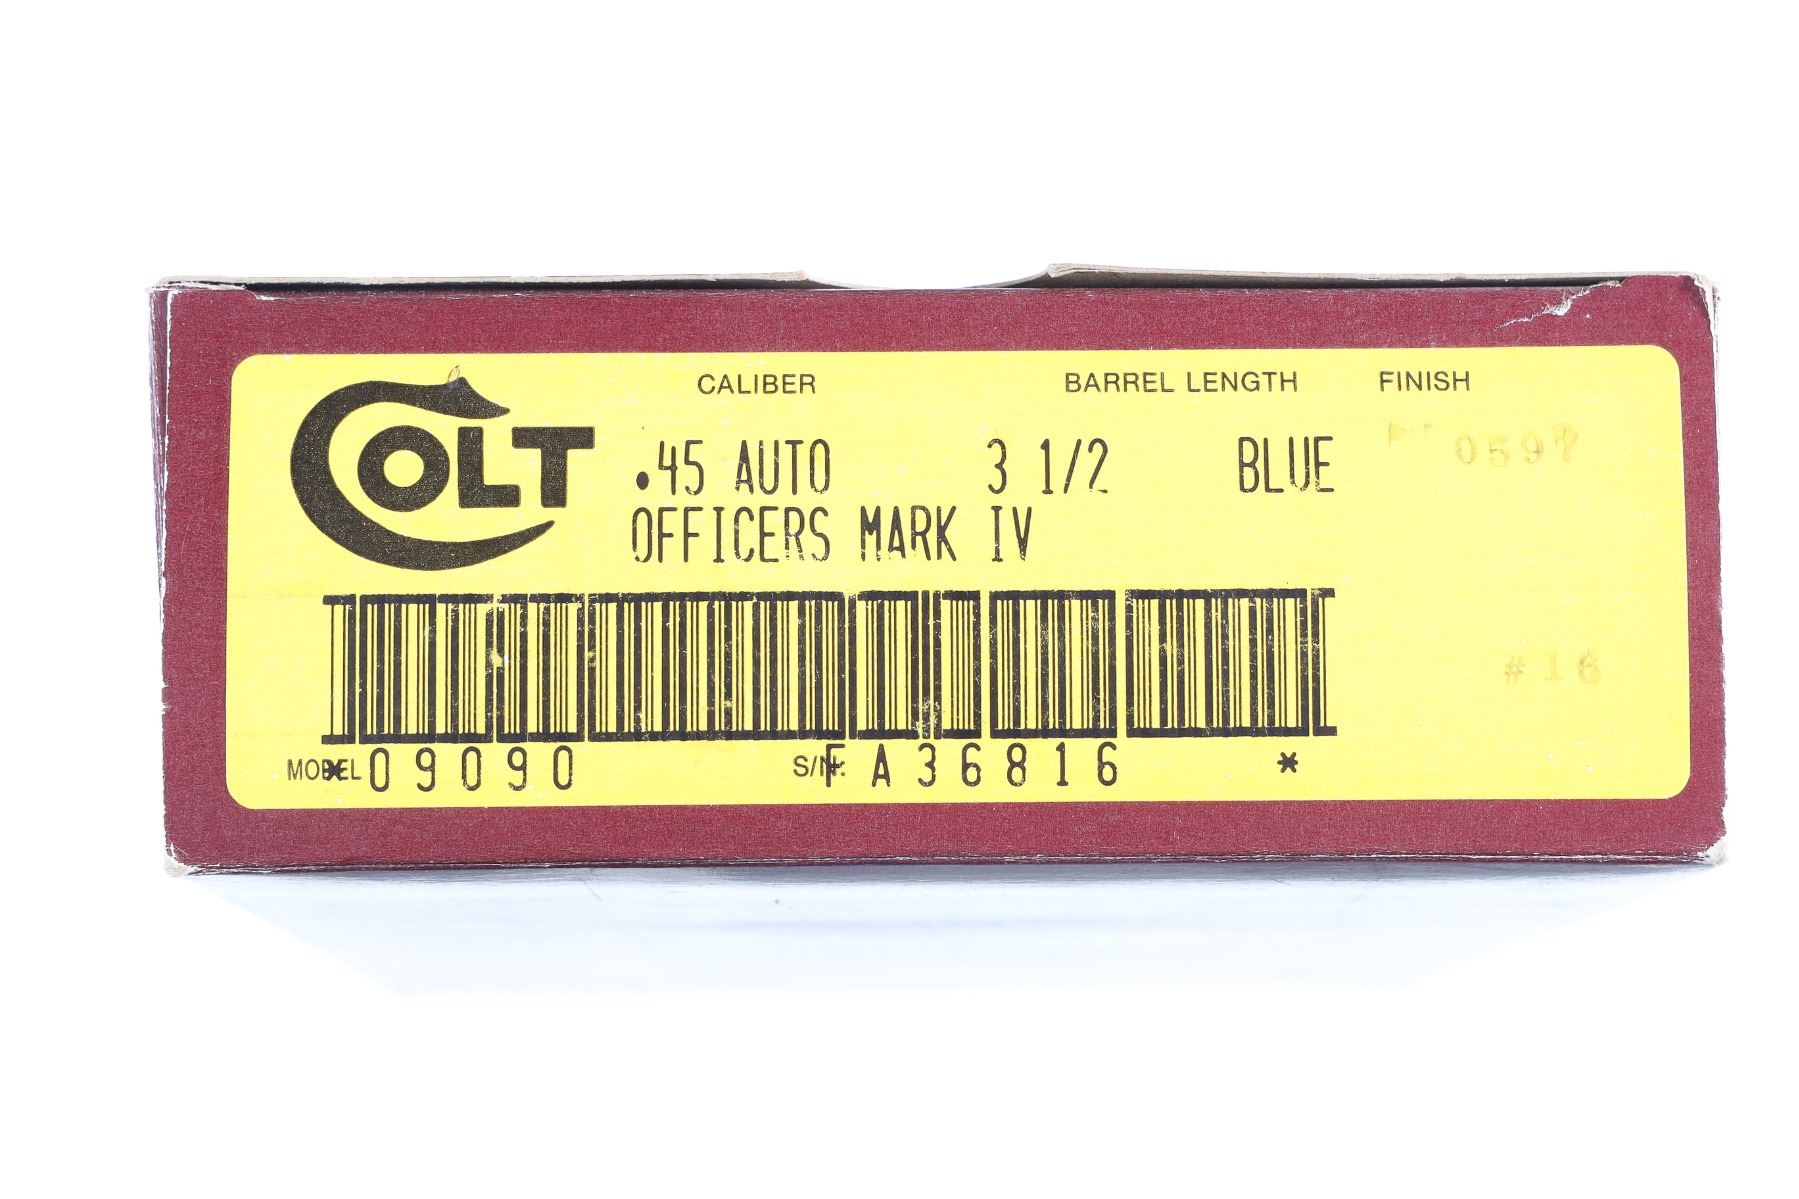 COLT
CALIBER BARREL LENGTH FINISH
.45 AUTO 3 1/2 BLUE 0597
OFFICERS MARK IV
#16
MODEL *09090 S/N: FA36816 *